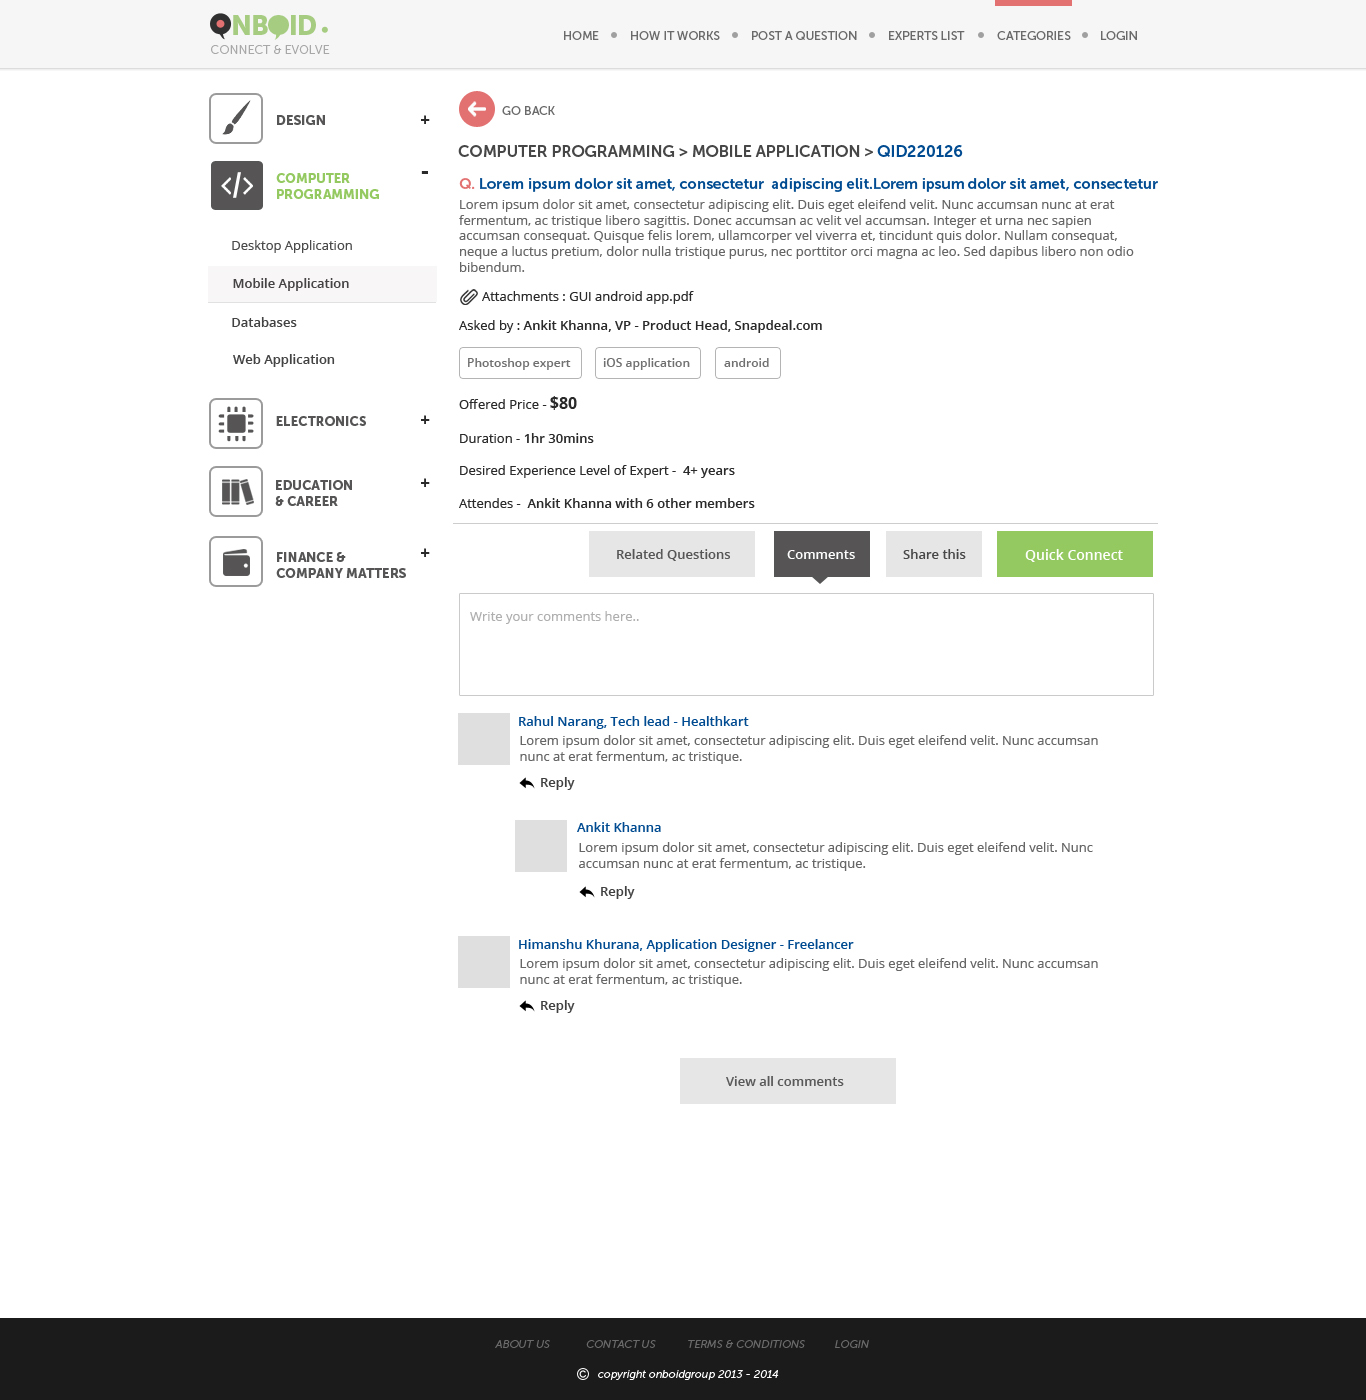 ONBOID.
CONNECT & EVOLVE
HOME • HOW IT WORKS • POST A QUESTION • EXPERTS LIST • CATEGORIES • LOGIN
DESIGN +
COMPUTER -
PROGRAMMING
Desktop Application
Mobile Application
Databases
Web Application
ELECTRONICS +
EDUCATION +
& CAREER
FINANCE & +
COMPANY MATTERS
GO BACK
COMPUTER PROGRAMMING > MOBILE APPLICATION > QID220126
Q. Lorem ipsum dolor sit amet, consectetur  adipiscing elit.Lorem ipsum dolor sit amet, consectetur
Lorem ipsum dolor sit amet, consectetur adipiscing elit. Duis eget eleifend velit. Nunc accumsan nunc at erat
fermentum, ac tristique libero sagittis. Donec accumsan ac velit vel accumsan. Integer et urna nec sapien
accumsan consequat. Quisque felis lorem, ullamcorper vel viverra et, tincidunt quis dolor. Nullam consequat,
neque a luctus pretium, dolor nulla tristique purus, nec porttitor orci magna ac leo. Sed dapibus libero non odio
bibendum.
Attachments : GUI android app.pdf
Asked by : Ankit Khanna, VP - Product Head, Snapdeal.com
Photoshop expert iOS application android
Offered Price - $80
Duration - 1hr 30mins
Desired Experience Level of Expert -  4+ years
Attendes -  Ankit Khanna with 6 other members
Related Questions Comments Share this Quick Connect
Write your comments here..
Rahul Narang, Tech lead - Healthkart
Lorem ipsum dolor sit amet, consectetur adipiscing elit. Duis eget eleifend velit. Nunc accumsan
nunc at erat fermentum, ac tristique.
Reply
Ankit Khanna
Lorem ipsum dolor sit amet, consectetur adipiscing elit. Duis eget eleifend velit. Nunc
accumsan nunc at erat fermentum, ac tristique.
Reply
Himanshu Khurana, Application Designer - Freelancer
Lorem ipsum dolor sit amet, consectetur adipiscing elit. Duis eget eleifend velit. Nunc accumsan
nunc at erat fermentum, ac tristique.
Reply
View all comments
ABOUT US CONTACT US TERMS & CONDITIONS LOGIN
© copyright onboidgroup 2013 - 2014